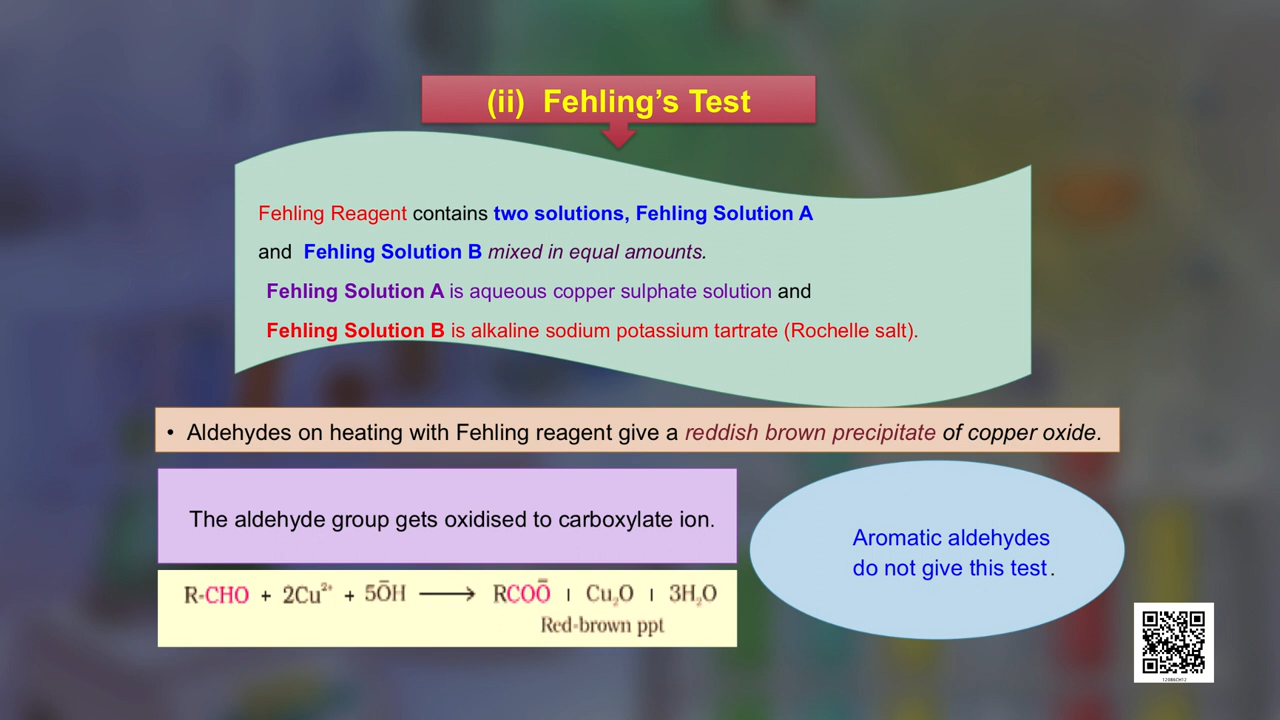 (ii) Fehling's Test
Fehling Reagent contains two solutions, Fehling Solution A
and Fehling Solution B mixed in equal amounts.
Fehling Solution A is aqueous copper sulphate solution and
Fehling Solution B is alkaline sodium potassium tartrate (Rochelle salt).
• Aldehydes on heating with Fehling reagent give a reddish brown precipitate of copper oxide.
The aldehyde group gets oxidised to carboxylate ion.
R-CHO + 2Cu²⁺ + 5ŌH ⟶ RCOŌ ı Cu₂O ı 3H₂O
Red-brown ppt
Aromatic aldehydes
do not give this test.